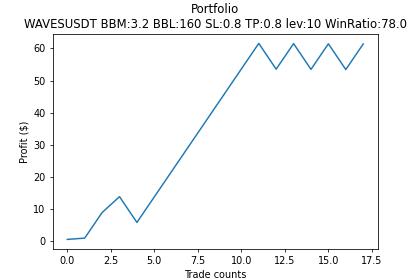 Portfolio
WAVESUSDT BBM:3.2 BBL:160 SL:0.8 TP:0.8 lev:10 WinRatio:78.0
60
50
40
30
20
10
0
Profit ($)
0.0 2.5 5.0 7.5 10.0 12.5 15.0 17.5
Trade counts